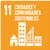 11 CIUDADES Y
COMUNIDADES
SOSTENIBLES